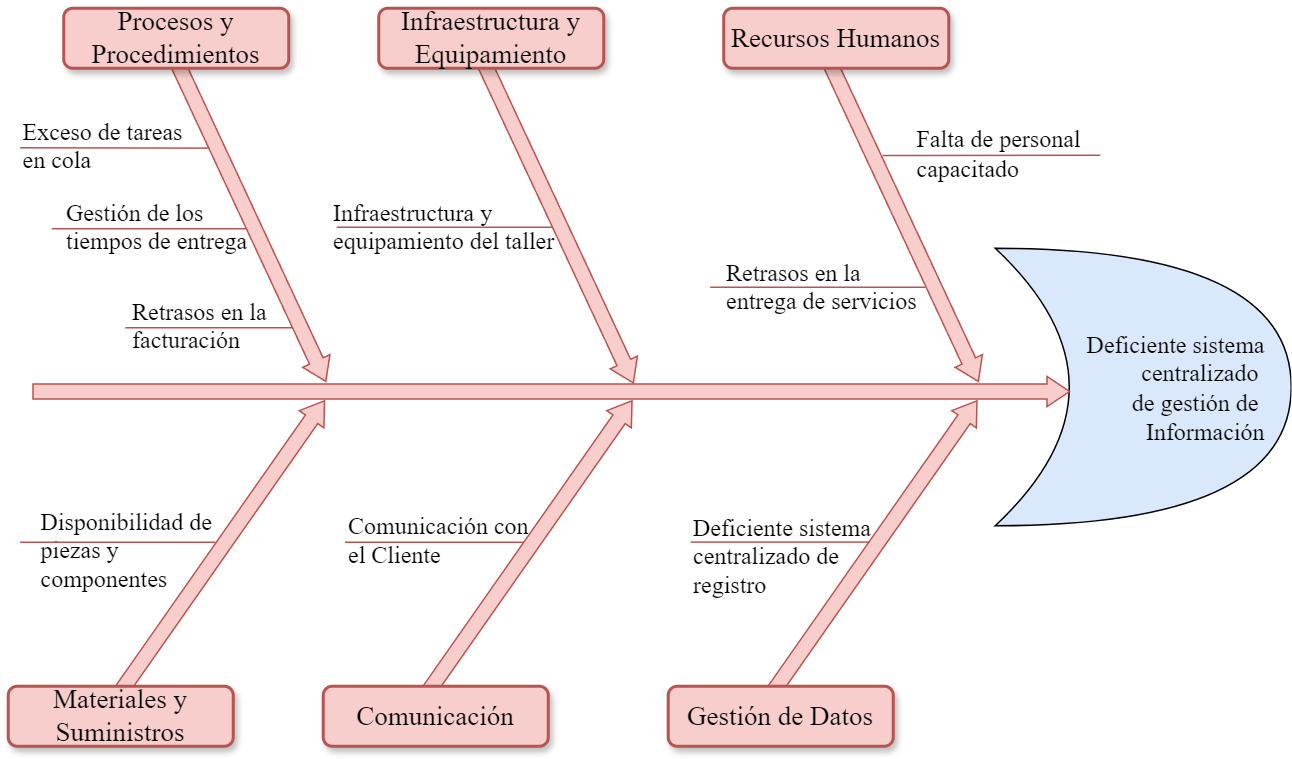 Procesos y
Procedimientos
Infraestructura y
Equipamiento
Recursos Humanos
Exceso de tareas
en cola
Gestión de los
tiempos de entrega
Retrasos en la
facturación
Infraestructura y
equipamiento del taller
Falta de personal
capacitado
Retrasos en la
entrega de servicios
Deficiente sistema
centralizado
de gestión de
Información
Disponibilidad de
piezas y
componentes
Comunicación con
el Cliente
Deficiente sistema
centralizado de
registro
Materiales y
Suministros
Comunicación
Gestión de Datos